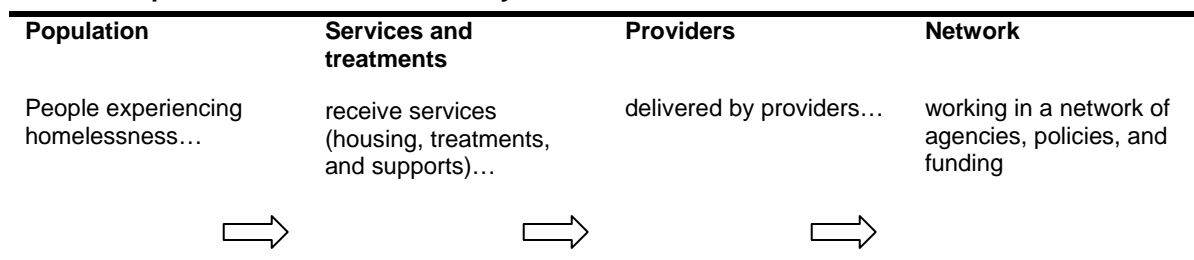 Population
Services and
treatments
Providers
Network
People experiencing
homelessness…
receive services
(housing, treatments,
and supports)…
delivered by providers…
working in a network of
agencies, policies, and
funding